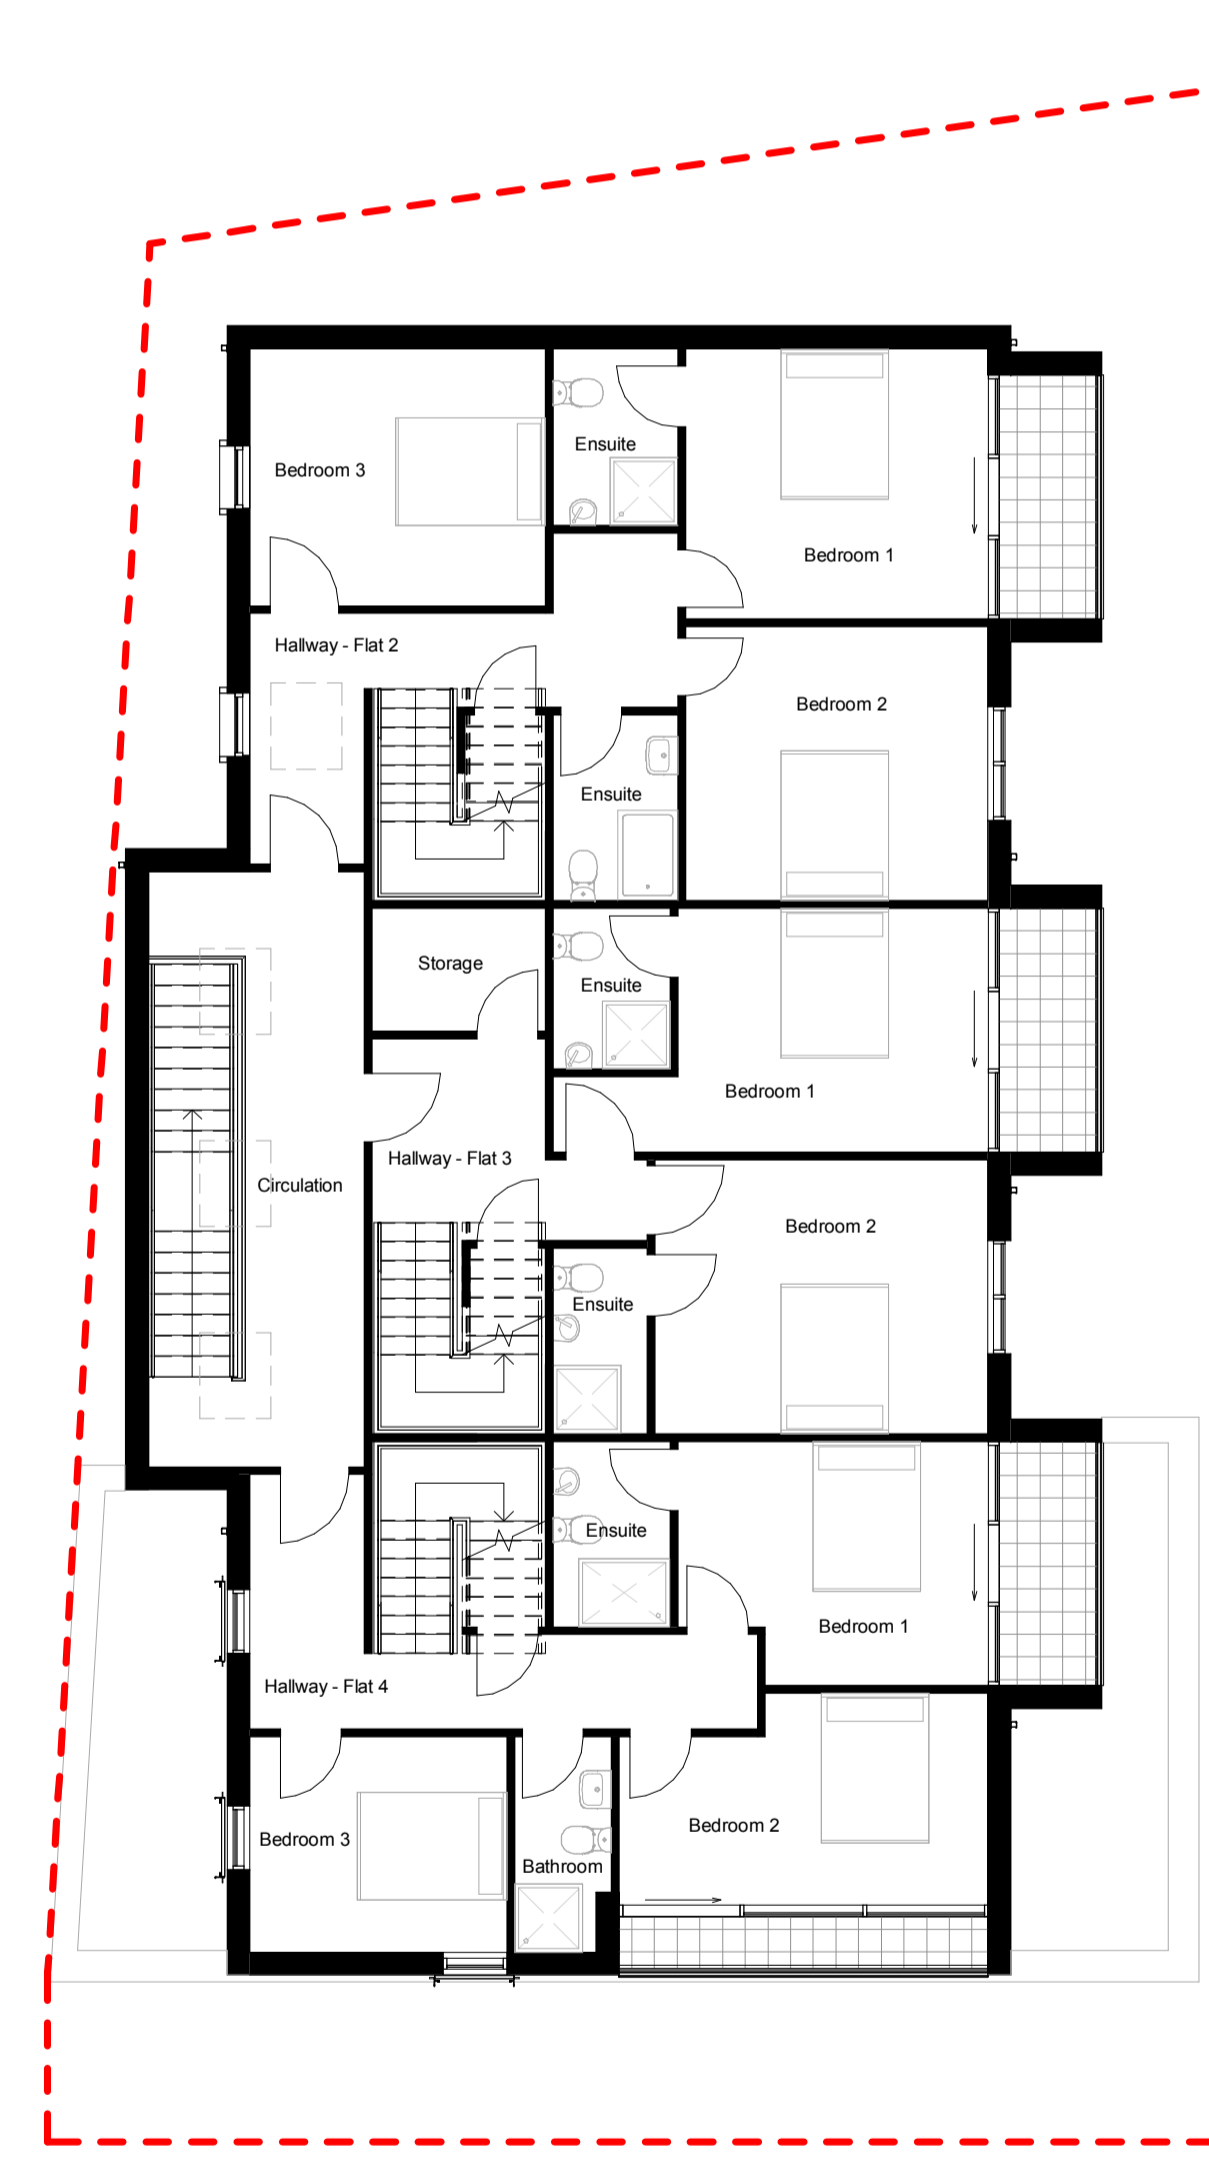 Ensuite
Bedroom 3
Bedroom 1
Hallway - Flat 2
Bedroom 2
Ensuite
Storage
Ensuite
Bedroom 1
Hallway - Flat 3
Circulation
Bedroom 2
Ensuite
Ensuite
Bedroom 1
Hallway - Flat 4
Bedroom 2
Bedroom 3
Bathroom